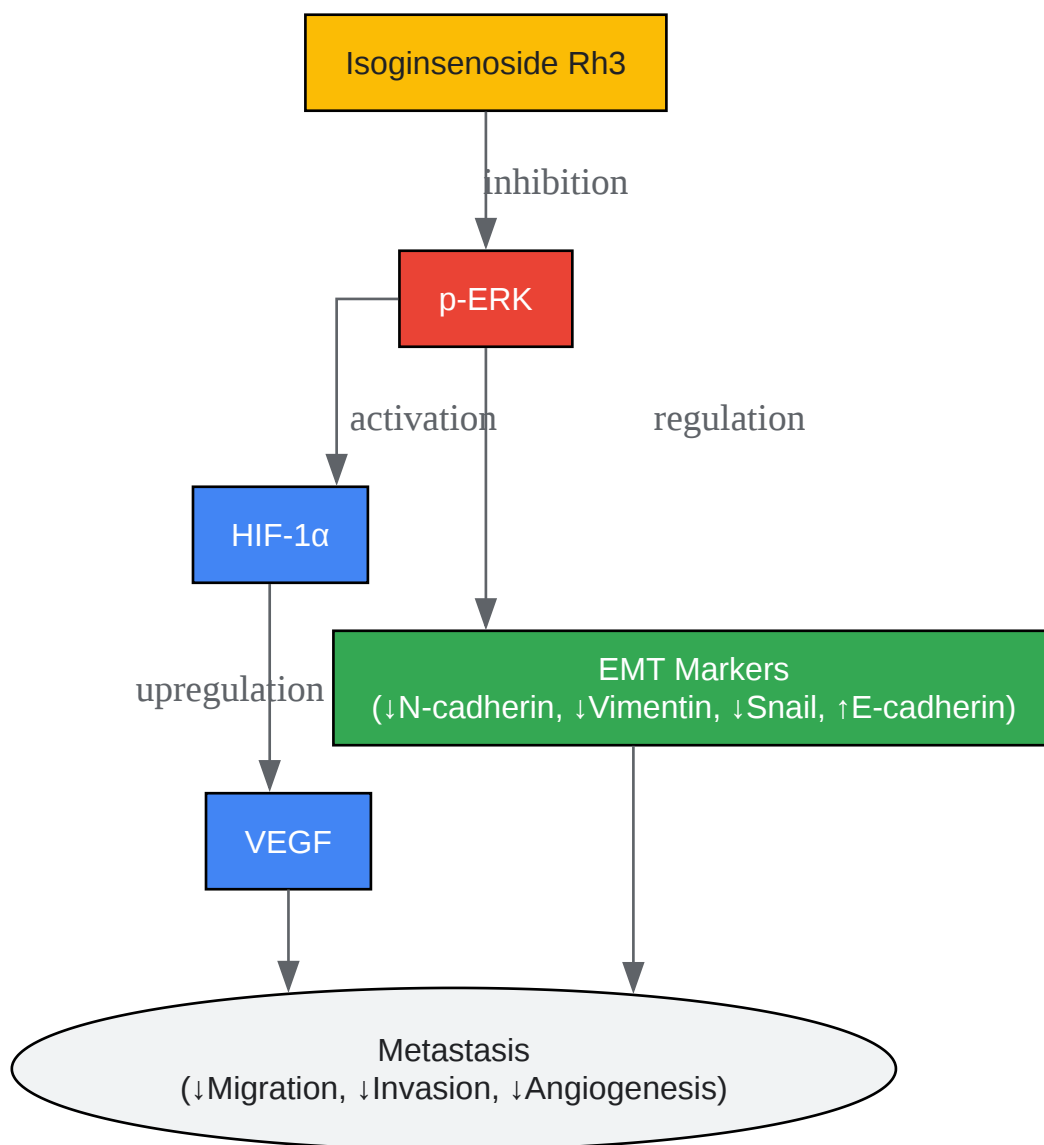 Isoginsenoside Rh3
inhibition
p-ERK
activation
regulation
HIF-1α
EMT Markers
(↓N-cadherin, ↓Vimentin, ↓Snail, ↑E-cadherin)
upregulation
VEGF
Metastasis
(↓Migration, ↓Invasion, ↓Angiogenesis)